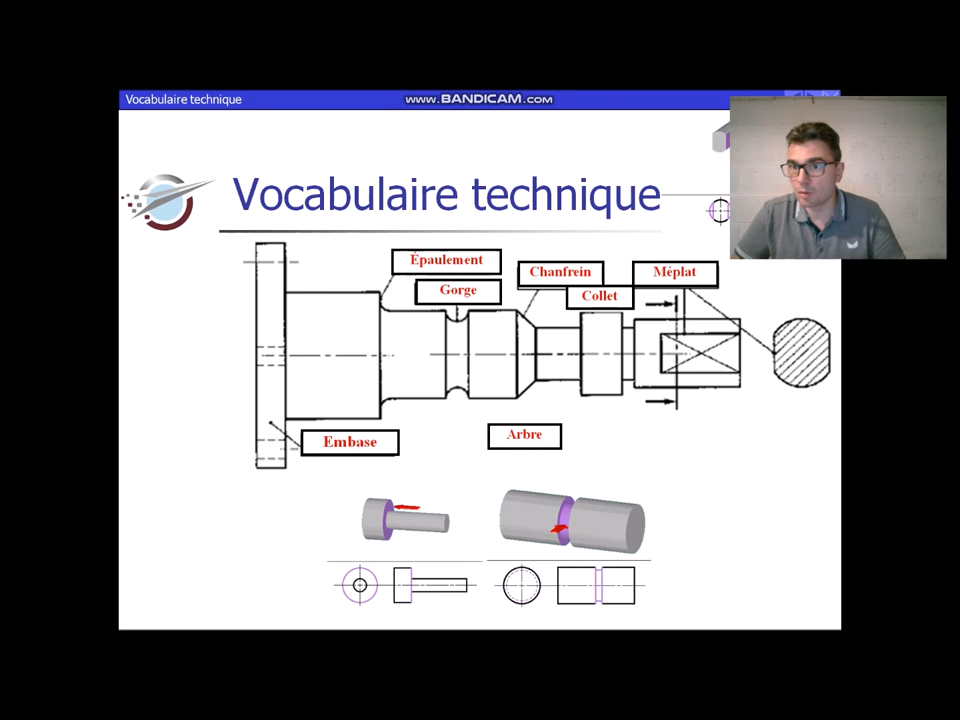 Vocabulaire technique
www.BANDICAM.com
Vocabulaire technique
Épaulement
Chanfrein
Méplat
Gorge
Collet
Embase
Arbre